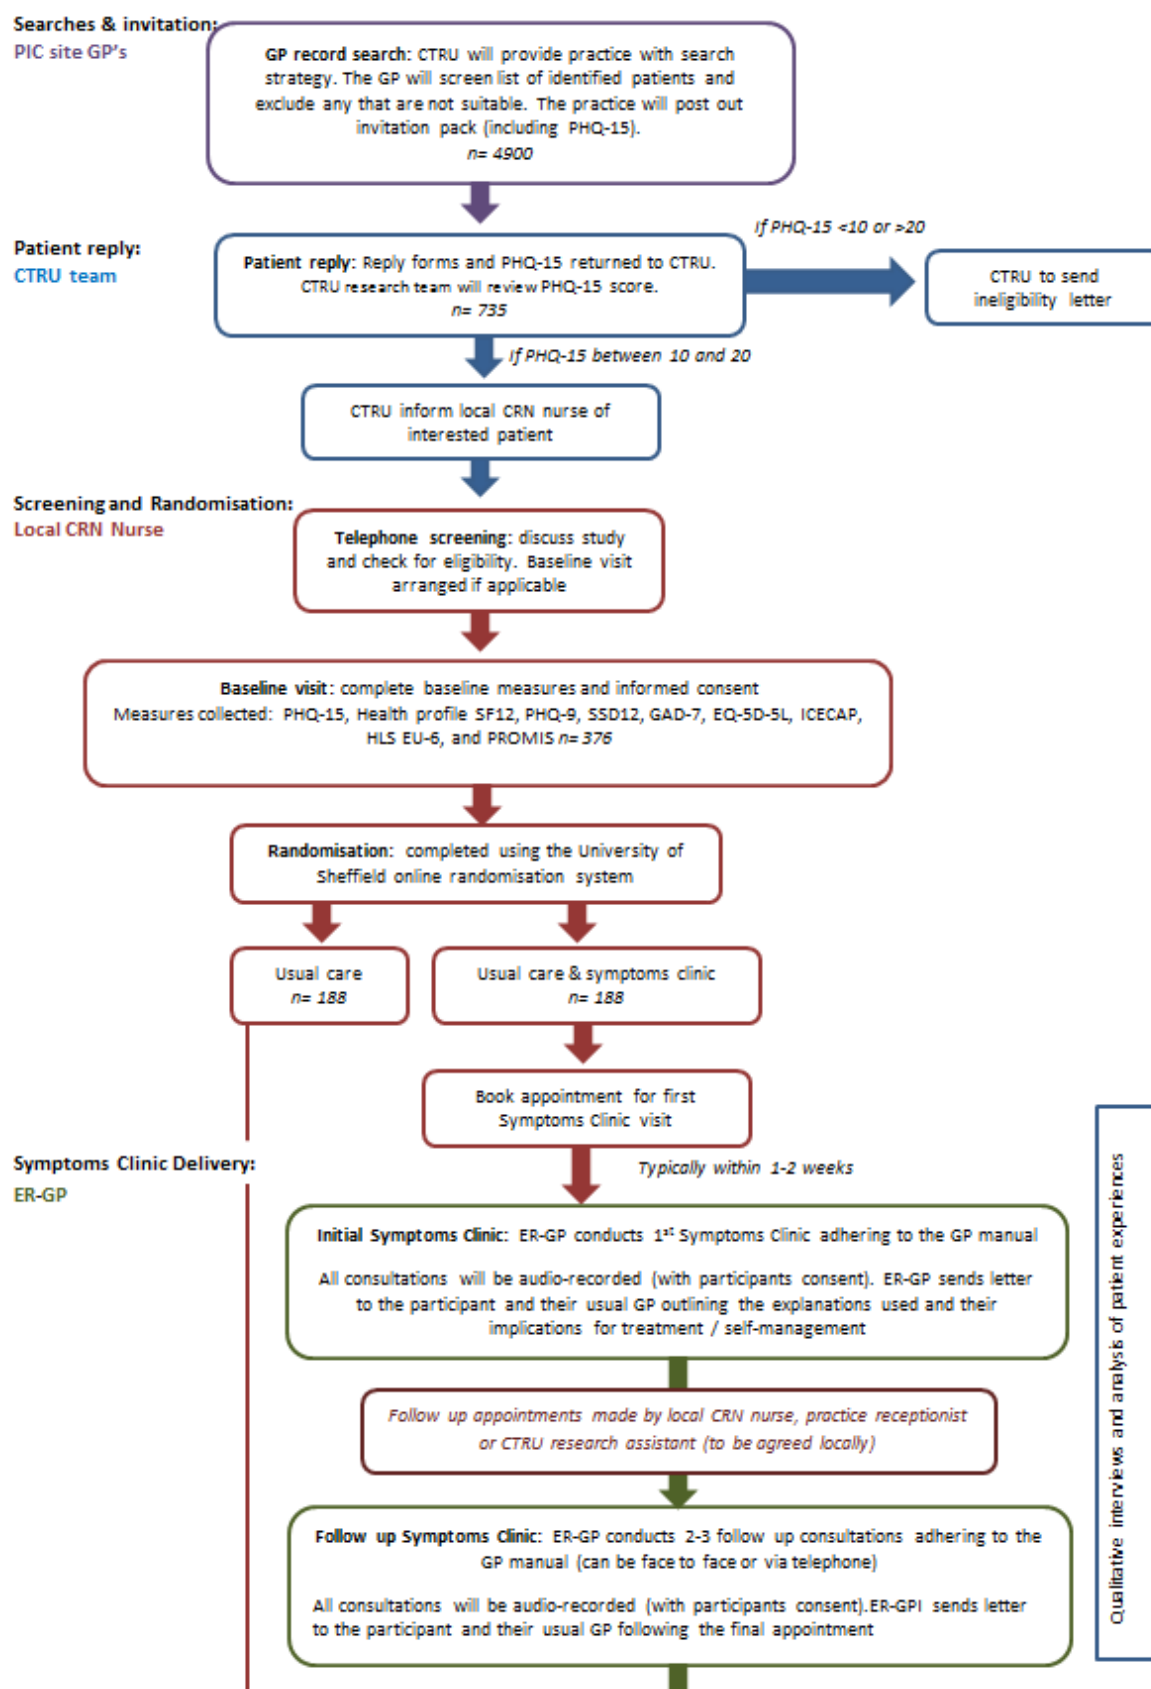 Searches & invitation:
PIC site GP's
GP record search: CTRU will provide practice with search
strategy. The GP will screen list of identified patients and
exclude any that are not suitable. The practice will post out
invitation pack (including PHQ-15).
n= 4900
If PHQ-15 <10 or >20
Patient reply:
CTRU team
Patient reply: Reply forms and PHQ-15 returned to CTRU.
CTRU research team will review PHQ-15 score.
n= 735
CTRU to send
ineligibility letter
If PHQ-15 between 10 and 20
CTRU inform local CRN nurse of
interested patient
Screening and Randomisation:
Local CRN Nurse
Telephone screening: discuss study
and check for eligibility. Baseline visit
arranged if applicable
Baseline visit: complete baseline measures and informed consent
Measures collected: PHQ-15, Health profile SF12, PHQ-9, SSD12, GAD-7, EQ-5D-5L, ICECAP,
HLS EU-6, and PROMIS n= 376
Randomisation: completed using the University of
Sheffield online randomisation system
Usual care
n= 188
Usual care & symptoms clinic
n= 188
Book appointment for first
Symptoms Clinic visit
Symptoms Clinic Delivery:
ER-GP
Typically within 1-2 weeks
Initial Symptoms Clinic: ER-GP conducts 1st Symptoms Clinic adhering to the GP manual
All consultations will be audio-recorded (with participants consent). ER-GP sends letter
to the participant and their usual GP outlining the explanations used and their
implications for treatment / self-management
Follow up appointments made by local CRN nurse, practice receptionist
or CTRU research assistant (to be agreed locally)
Follow up Symptoms Clinic: ER-GP conducts 2-3 follow up consultations adhering to the
GP manual (can be face to face or via telephone)
All consultations will be audio-recorded (with participants consent).ER-GPI sends letter
to the participant and their usual GP following the final appointment
Qualitative interviews and analysis of patient experiences